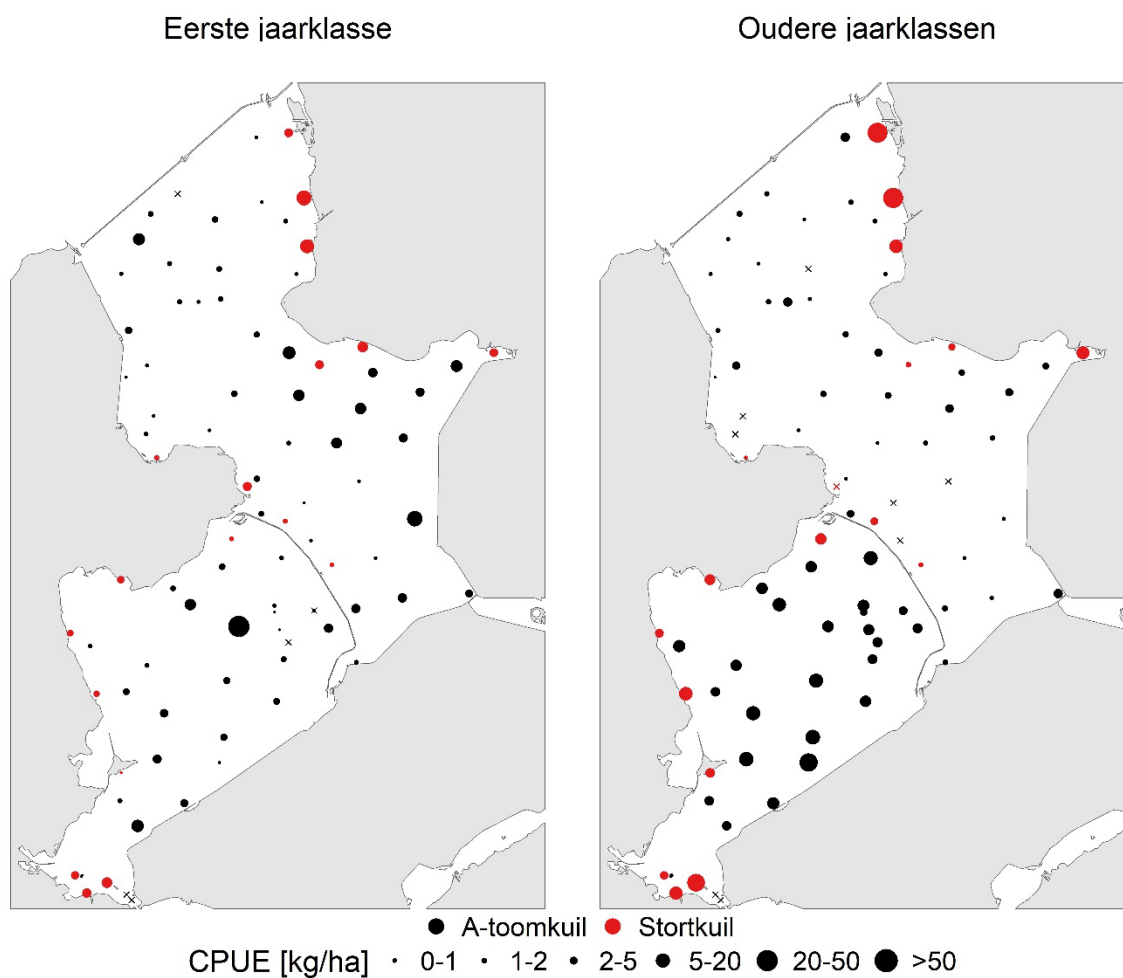 Eerste jaarklasse
Oudere jaarklassen
A-toomkuil Stortkuil
CPUE [kg/ha] 0-1 1-2 2-5 5-20 20-50 >50